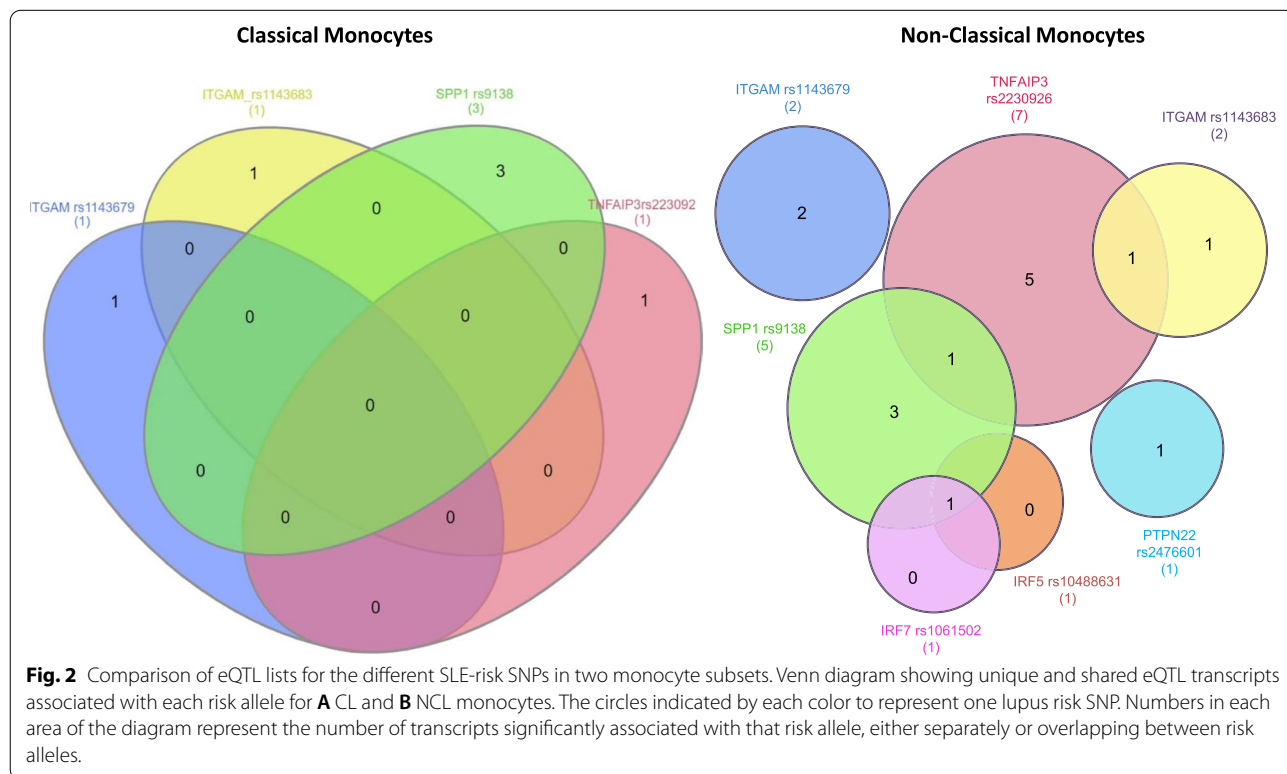 Classical Monocytes
ITGAM_rs1143683
(1)
SPP1 rs9138
(3)
ITGAM rs1143679
(1)
TNFAIP3rs223092
(1)
1
0
3
0
0
1
0
0
1
0
0
0
0
0
0
Non-Classical Monocytes
ITGAM rs1143679
(2)
TNFAIP3
rs2230926
(7)
ITGAM rs1143683
(2)
2
5
1
1
SPP1 rs9138
(5)
1
3
1
1
0
0
PTPN22
rs2476601
(1)
IRF5 rs10488631
(1)
IRF7 rs1061502
(1)
Fig. 2 Comparison of eQTL lists for the different SLE-risk SNPs in two monocyte subsets. Venn diagram showing unique and shared eQTL transcripts
associated with each risk allele for A CL and B NCL monocytes. The circles indicated by each color to represent one lupus risk SNP. Numbers in each
area of the diagram represent the number of transcripts significantly associated with that risk allele, either separately or overlapping between risk
alleles.